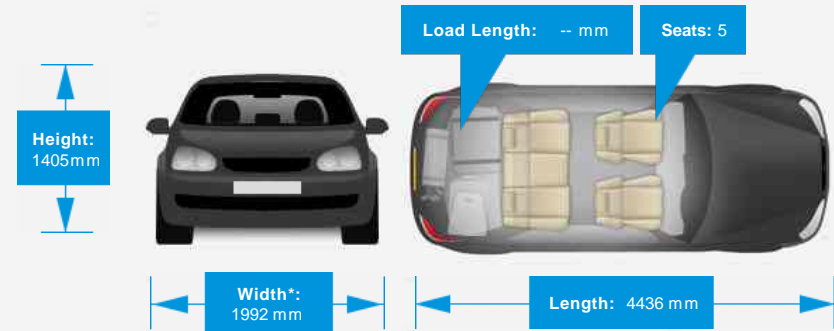 Load Length: -- mm
Seats: 5
Height:
1405mm
Width*:
1992 mm
Length: 4436 mm